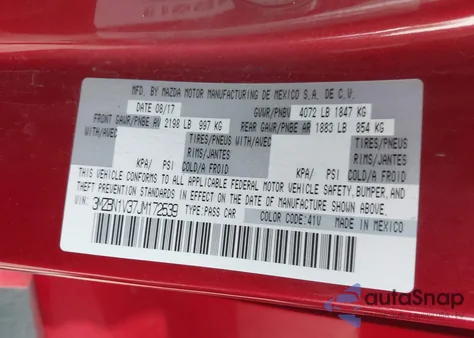 MFD. BY MAZDA MOTOR MANUFACTURING DE MEXICO S.A. DE C.V.
DATE 08/17 GVWR/PNBV 4072 LB 1847 KG
FRONT GAWR/PNBE AV 2198 LB 997 KG REAR GAWR/PNBE AR 1883 LB 854 KG
WITH/AVEC TIRES/PNEUS WITH/AVEC TIRES/PNEUS
RIMS/JANTES RIMS/JANTES
KPA/ PSI COLD/A FROID KPA/ PSI COLD/A FROID
THIS VEHICLE CONFORMS TO ALL APPLICABLE FEDERAL MOTOR VEHICLE SAFETY, BUMPER, AND
THEFT PREVENTION STANDARDS IN EFFECT ON THE DATE OF MANUFACTURE SHOWN ABOVE.
VIN: 3MZBN1V37JM172539 TYPE:PASS CAR COLOR CODE:41V MADE IN MEXICO
autoSnap